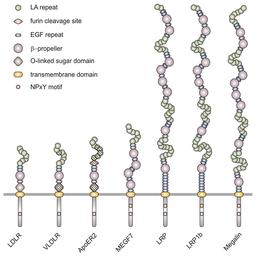 LA repeat
furin cleavage site
EGF repeat
β-propeller
O-linked sugar domain
transmembrane domain
NPxY motif
LDLR
VLDLR
ApoER2
MEGF7
LRP
LRP1b
Megalin